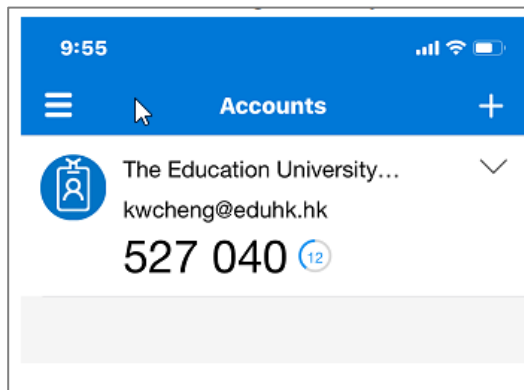 9:55
Accounts
The Education University...
kwcheng@eduhk.hk
527 040
12